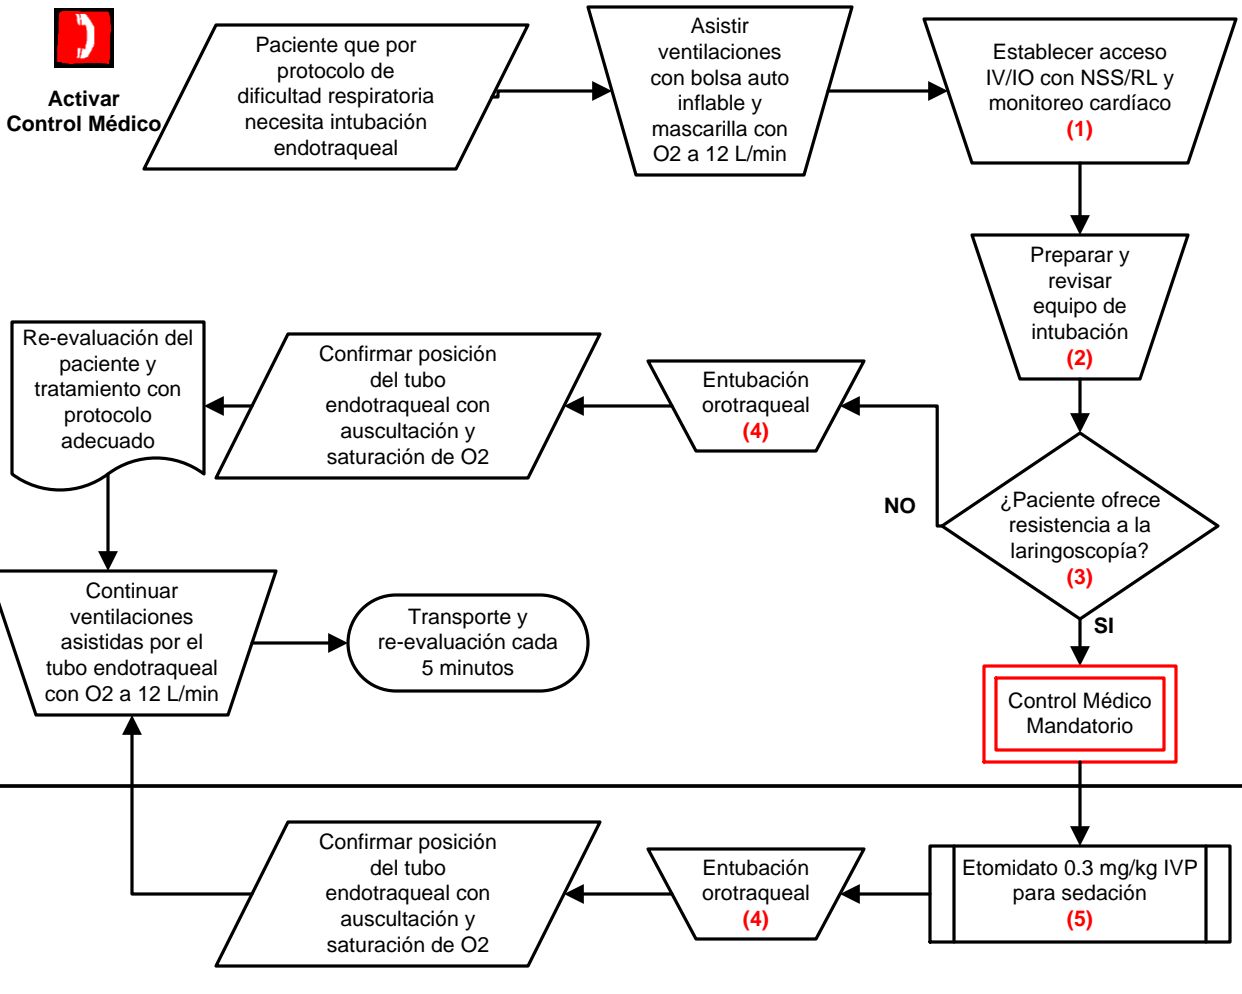 Activar
Control Médico
Paciente que por
protocolo de
dificultad respiratoria
necesita intubación
endotraqueal
Asistir
ventilaciones
con bolsa auto
inflable y
mascarilla con
O2 a 12 L/min
Establecer acceso
IV/IO con NSS/RL y
monitoreo cardíaco
(1)
Preparar y
revisar
equipo de
intubación
(2)
¿Paciente ofrece
resistencia a la
laringoscopía?
(3)
NO
Entubación
orotraqueal
(4)
Confirmar posición
del tubo
endotraqueal con
auscultación y
saturación de O2
Re-evaluación del
paciente y
tratamiento con
protocolo
adecuado
Continuar
ventilaciones
asistidas por el
tubo endotraqueal
con O2 a 12 L/min
Transporte y
re-evaluación cada
5 minutos
SI
Control Médico
Mandatorio
Etomidato 0.3 mg/kg IVP
para sedación
(5)
Entubación
orotraqueal
(4)
Confirmar posición
del tubo
endotraqueal con
auscultación y
saturación de O2